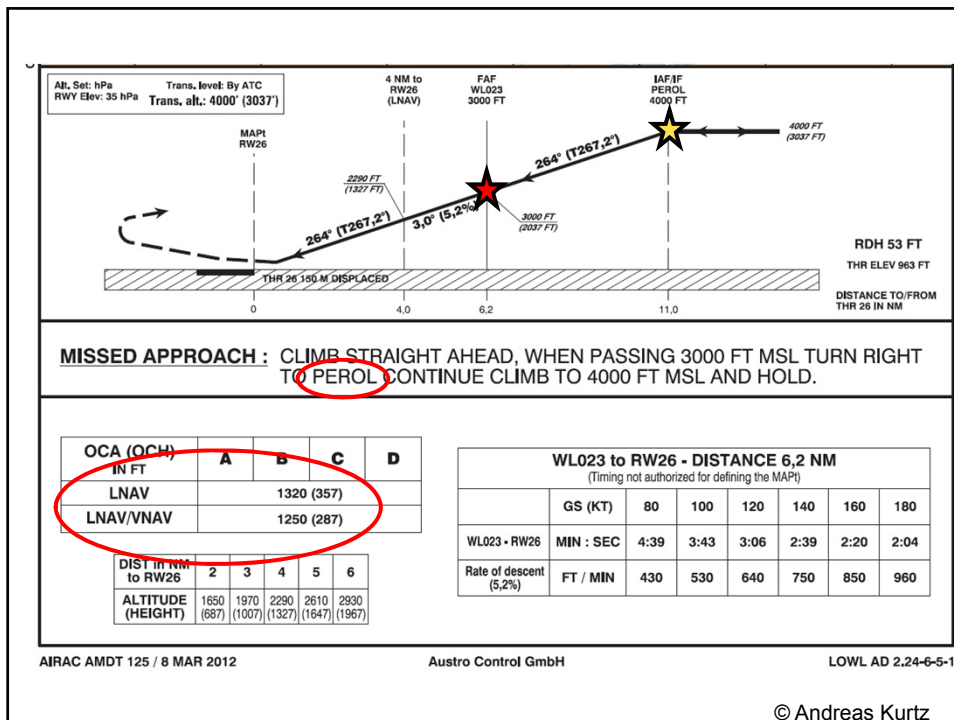 Alt. Set: hPa Trans. level: By ATC
RWY Elev: 35 hPa Trans. alt.: 4000' (3037')
4 NM to
RW26
(LNAV)
FAF
WL023
3000 FT
IAF/IF
PEROL
4000 FT
MAPt
RW26
4000 FT
(3037 FT)
264° (T267,2°)
2290 FT
(1327 FT)
3,0° (5,2%)
264° (T267,2°)
3000 FT
(2037 FT)
RDH 53 FT
THR ELEV 963 FT
THR 26 150 M DISPLACED
DISTANCE TO/FROM
THR 26 IN NM
0 4,0 6,2 11,0
MISSED APPROACH : CLIMB STRAIGHT AHEAD, WHEN PASSING 3000 FT MSL TURN RIGHT
TO PEROL CONTINUE CLIMB TO 4000 FT MSL AND HOLD.
OCA (OCH)
IN FT A B C D
LNAV 1320 (357)
LNAV/VNAV 1250 (287)
DIST in NM
to RW26 2 3 4 5 6
ALTITUDE 1650 1970 2290 2610 2930
(HEIGHT) (687) (1007) (1327) (1647) (1967)
WL023 to RW26 - DISTANCE 6,2 NM
(Timing not authorized for defining the MAPt)
GS (KT) 80 100 120 140 160 180
WL023 - RW26 MIN : SEC 4:39 3:43 3:06 2:39 2:20 2:04
Rate of descent
(5,2%) FT / MIN 430 530 640 750 850 960
AIRAC AMDT 125 / 8 MAR 2012 Austro Control GmbH LOWL AD 2.24-6-5-1
© Andreas Kurtz